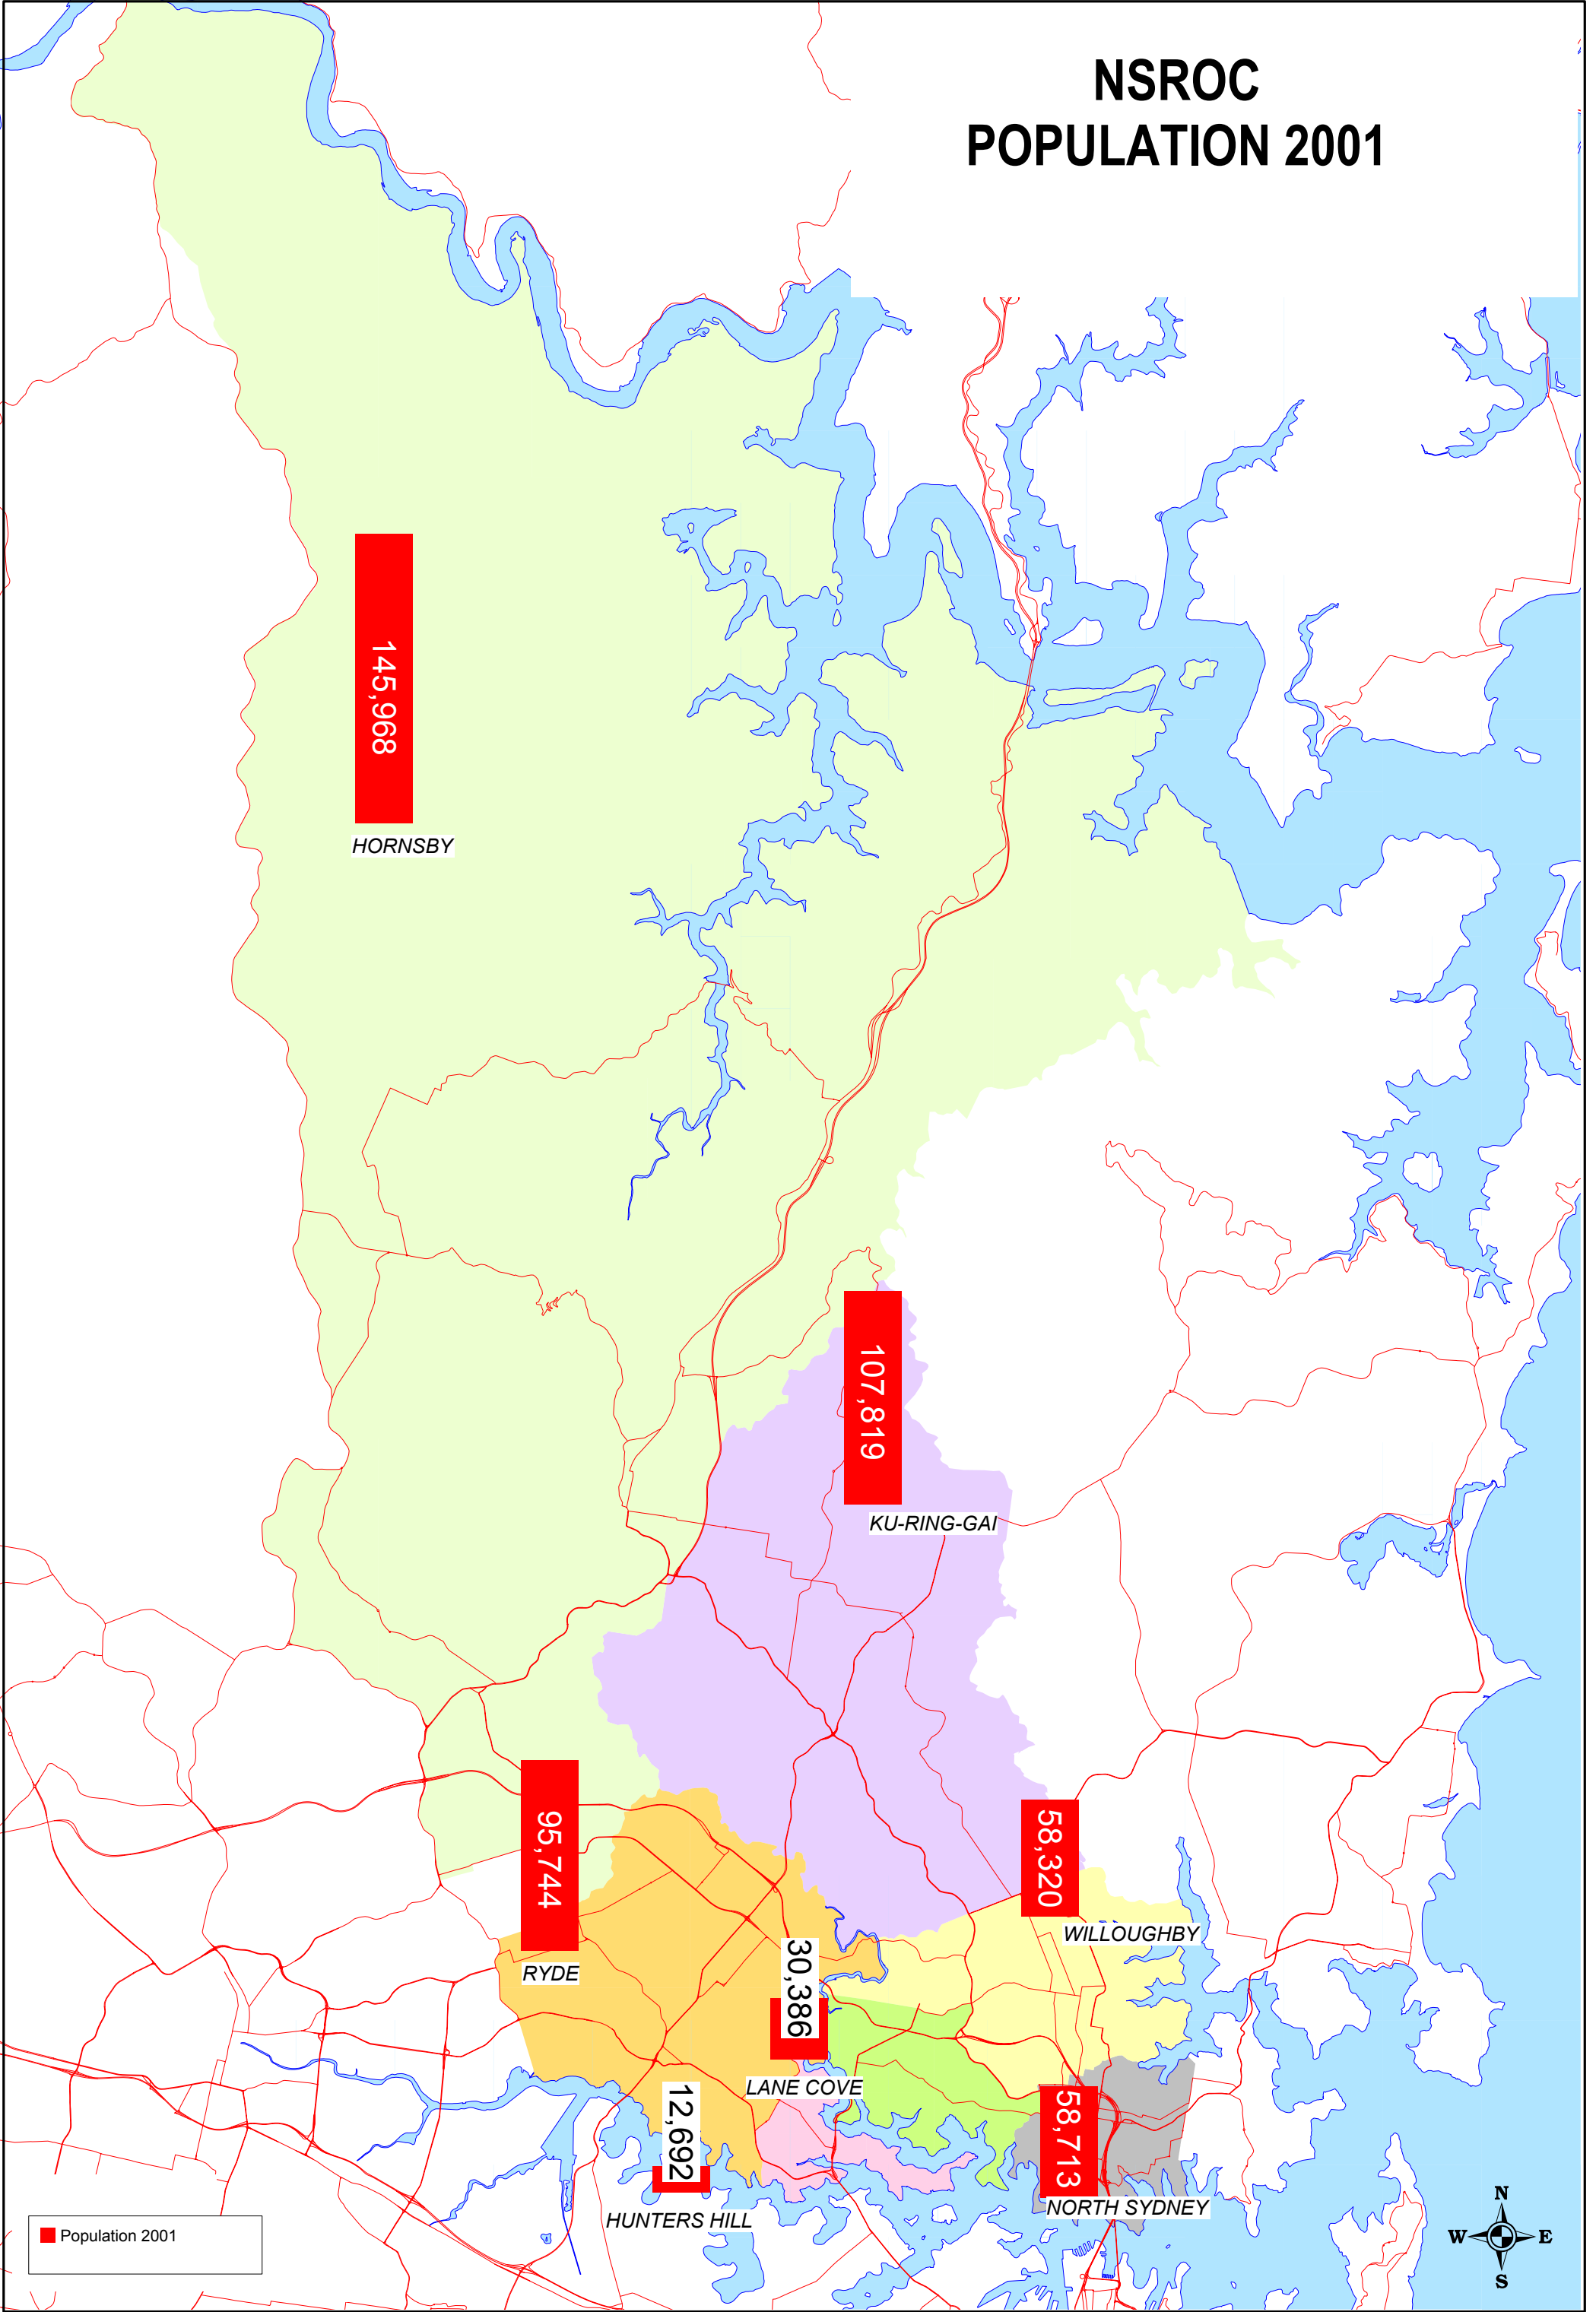 NSROC
POPULATION 2001
145,968
HORNSBY
107,819
KU-RING-GAI
95,744
RYDE
58,320
WILLOUGHBY
30,386
LANE COVE
12,692
HUNTERS HILL
58,713
NORTH SYDNEY
Population 2001
N
W E
S